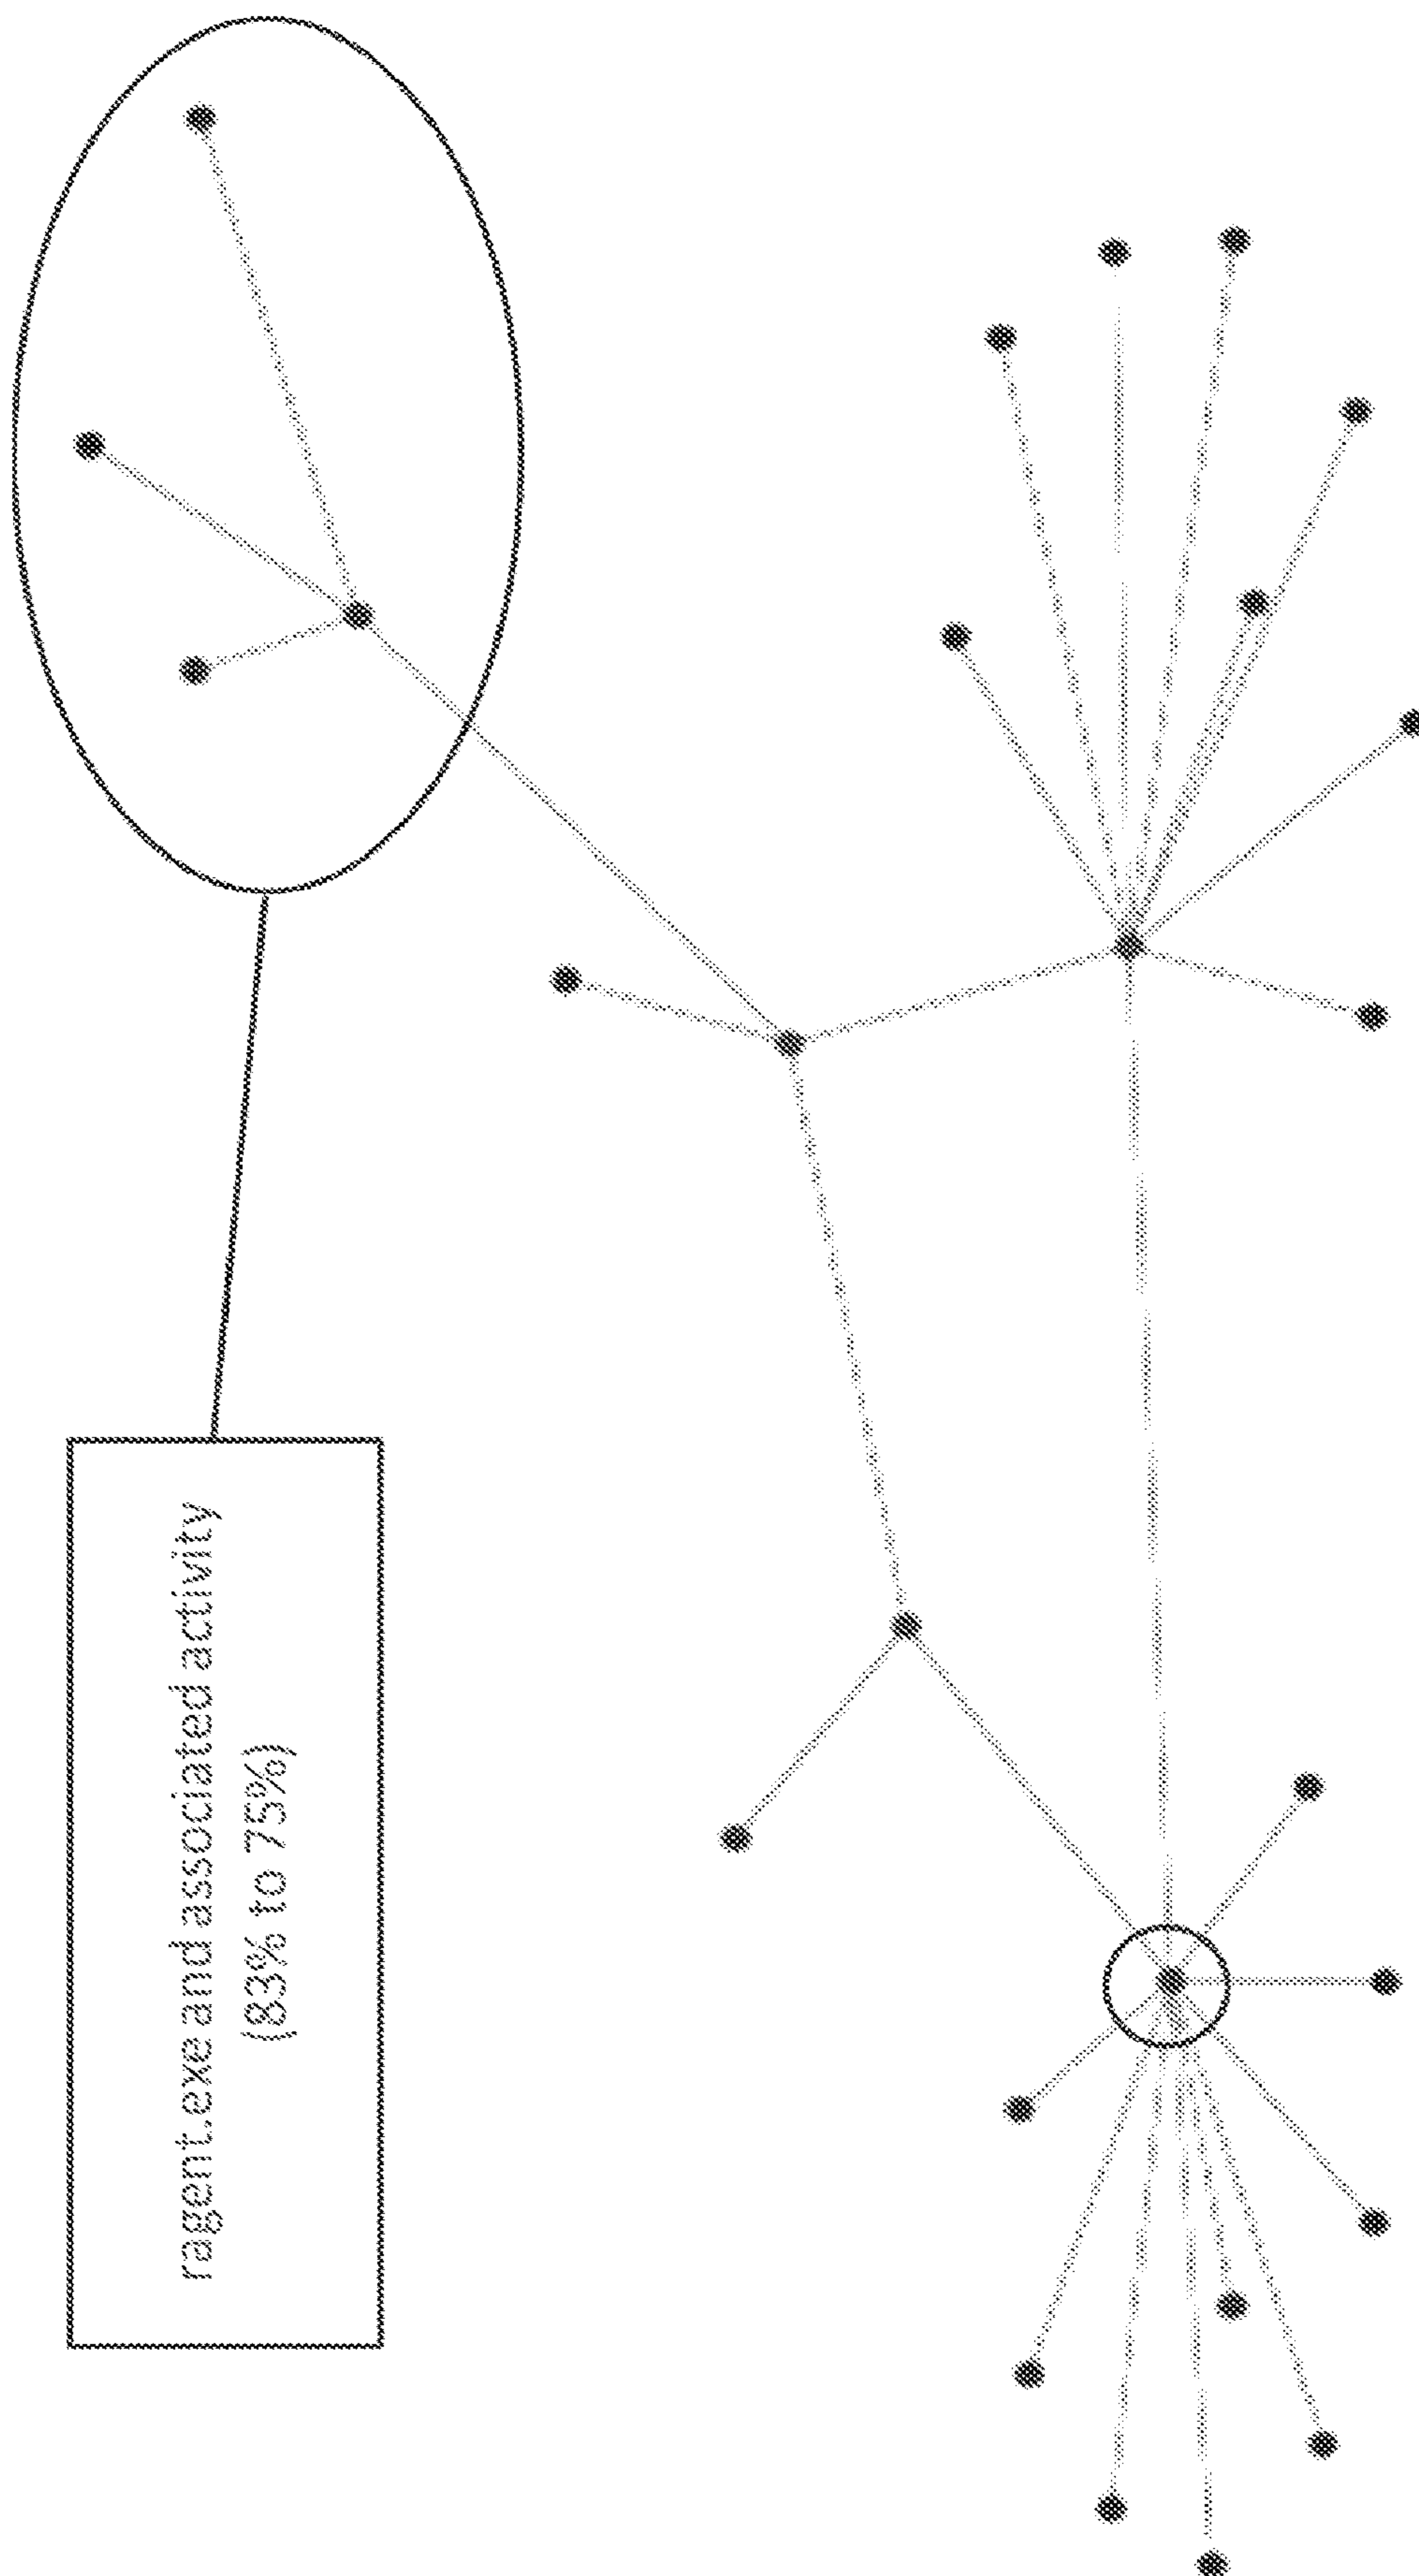 ragent.exe and associated activity
(83% to 75%)